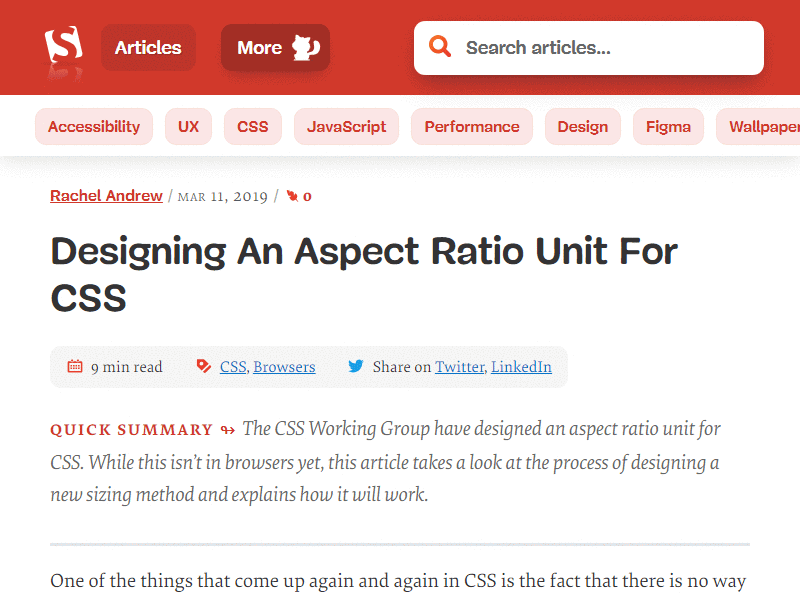 Articles
More
Search articles...
Accessibility UX CSS JavaScript Performance Design Figma Wallpaper
Rachel Andrew / MAR 11, 2019 / 0
Designing An Aspect Ratio Unit For
CSS
9 min read CSS, Browsers Share on Twitter, LinkedIn
QUICK SUMMARY ↬ The CSS Working Group have designed an aspect ratio unit for
CSS. While this isn’t in browsers yet, this article takes a look at the process of designing a
new sizing method and explains how it will work.
One of the things that come up again and again in CSS is the fact that there is no way